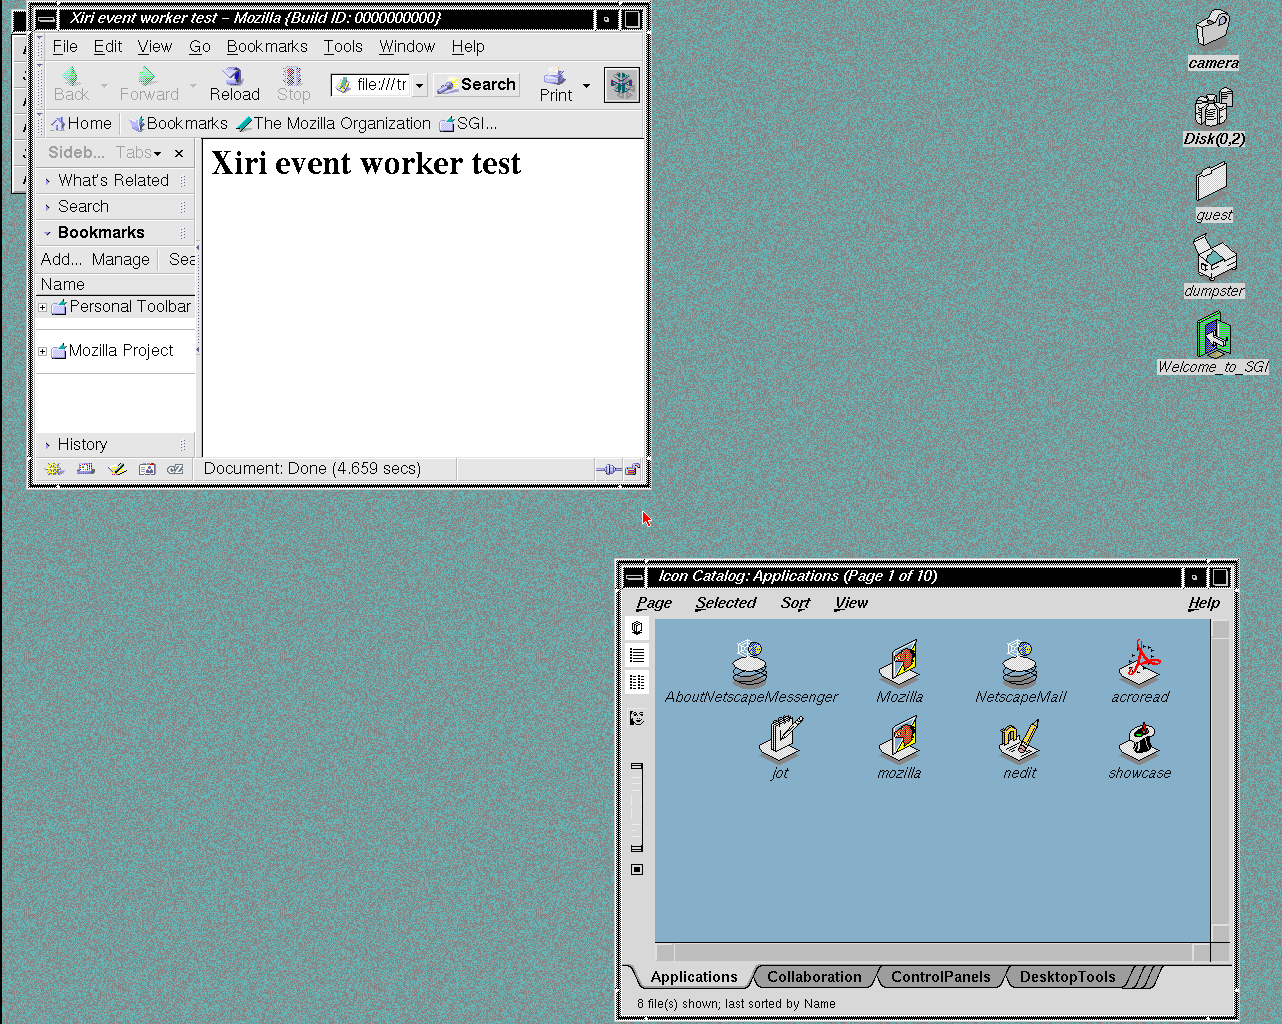 Xiri event worker test – Mozilla {Build ID: 0000000000}
File Edit View Go Bookmarks Tools Window Help
Back Forward Reload Stop file:///tr Search Print
Home Bookmarks The Mozilla Organization SGI...
Sideb... Tabs
What's Related
Search
Bookmarks
Add... Manage Sea
Name
Personal Toolbar
Mozilla Project
History
Xiri event worker test
Document: Done (4.659 secs)
camera
Disk(0,2)
guest
dumpster
Welcome_to_SGI
Icon Catalog: Applications (Page 1 of 10)
Page Selected Sort View Help
AboutNetscapeMessenger Mozilla NetscapeMail acroread
jot mozilla nedit showcase
Applications Collaboration ControlPanels DesktopTools
8 file(s) shown; last sorted by Name